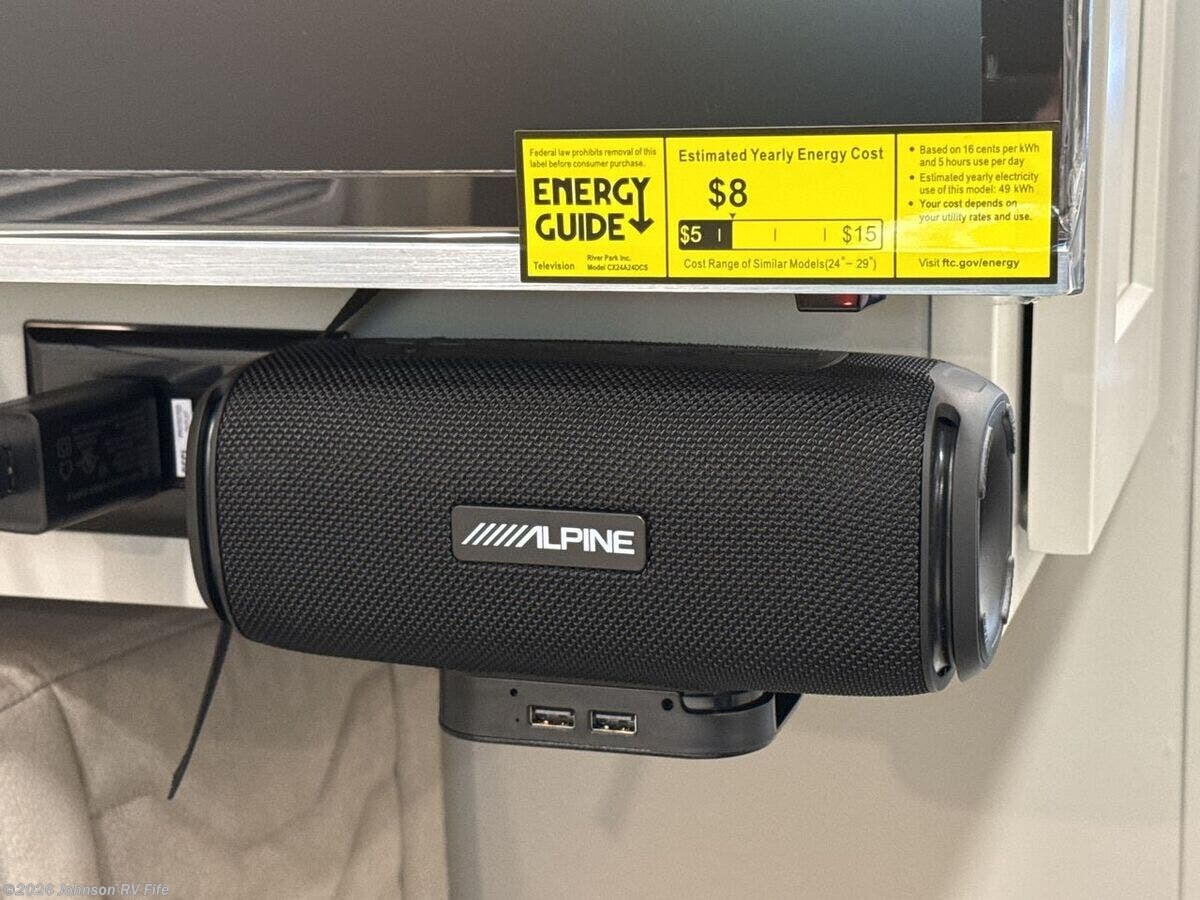 Federal law prohibits removal of this
label before consumer purchase.
ENERGY
GUIDE
Television
River Park Inc.
Model CX24A24DCS
Estimated Yearly Energy Cost
$8
$5
$15
Cost Range of Similar Models(24"– 29")
• Based on 16 cents per kWh
and 5 hours use per day
• Estimated yearly electricity
use of this model: 49 kWh
• Your cost depends on
your utility rates and use.
Visit ftc.gov/energy
ALPINE
©2026 Johnson RV Fife